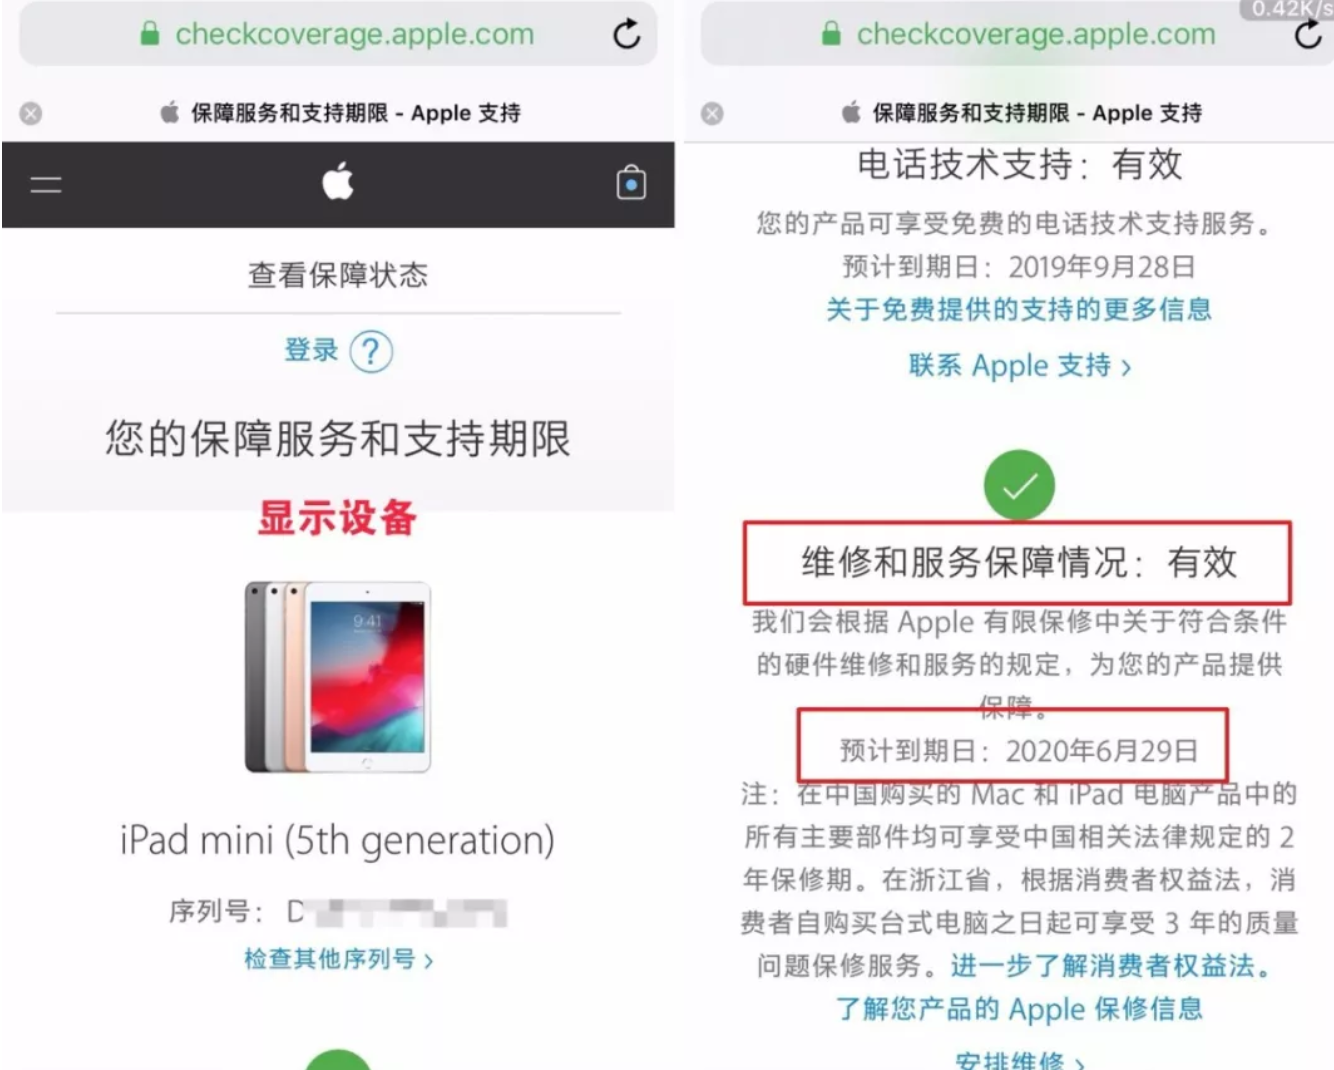 checkcoverage.apple.com
保障服务和支持期限 - Apple 支持
查看保障状态
登录 ?
您的保障服务和支持期限
显示设备
9:41
iPad mini (5th generation)
序列号： D
检查其他序列号 ›
0.42K/s
checkcoverage.apple.com
保障服务和支持期限 - Apple 支持
电话技术支持：有效
您的产品可享受免费的电话技术支持服务。
预计到期日：2019年9月28日
关于免费提供的支持的更多信息
联系 Apple 支持 ›
维修和服务保障情况：有效
我们会根据 Apple 有限保修中关于符合条件
的硬件维修和服务的规定，为您的产品提供
保障。
预计到期日：2020年6月29日
注：在中国购买的 Mac 和 iPad 电脑产品中的
所有主要部件均可享受中国相关法律规定的 2
年保修期。在浙江省，根据消费者权益法，消
费者自购买台式电脑之日起可享受 3 年的质量
问题保修服务。进一步了解消费者权益法。
了解您产品的 Apple 保修信息
安排维修 ›